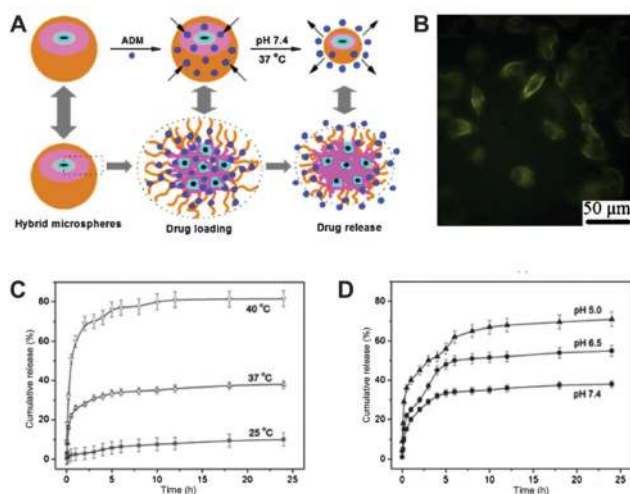 A
ADM
pH 7.4
37 °C
Hybrid microspheres
Drug loading
Drug release
B
50 μm
C
Cumulative release (%)
80
60
40
20
0
40 °C
37 °C
25 °C
0 5 10 15 20 25
Time (h)
D
Cumulative release (%)
80
60
40
20
0
pH 5.0
pH 6.5
pH 7.4
0 5 10 15 20 25
Time (h)